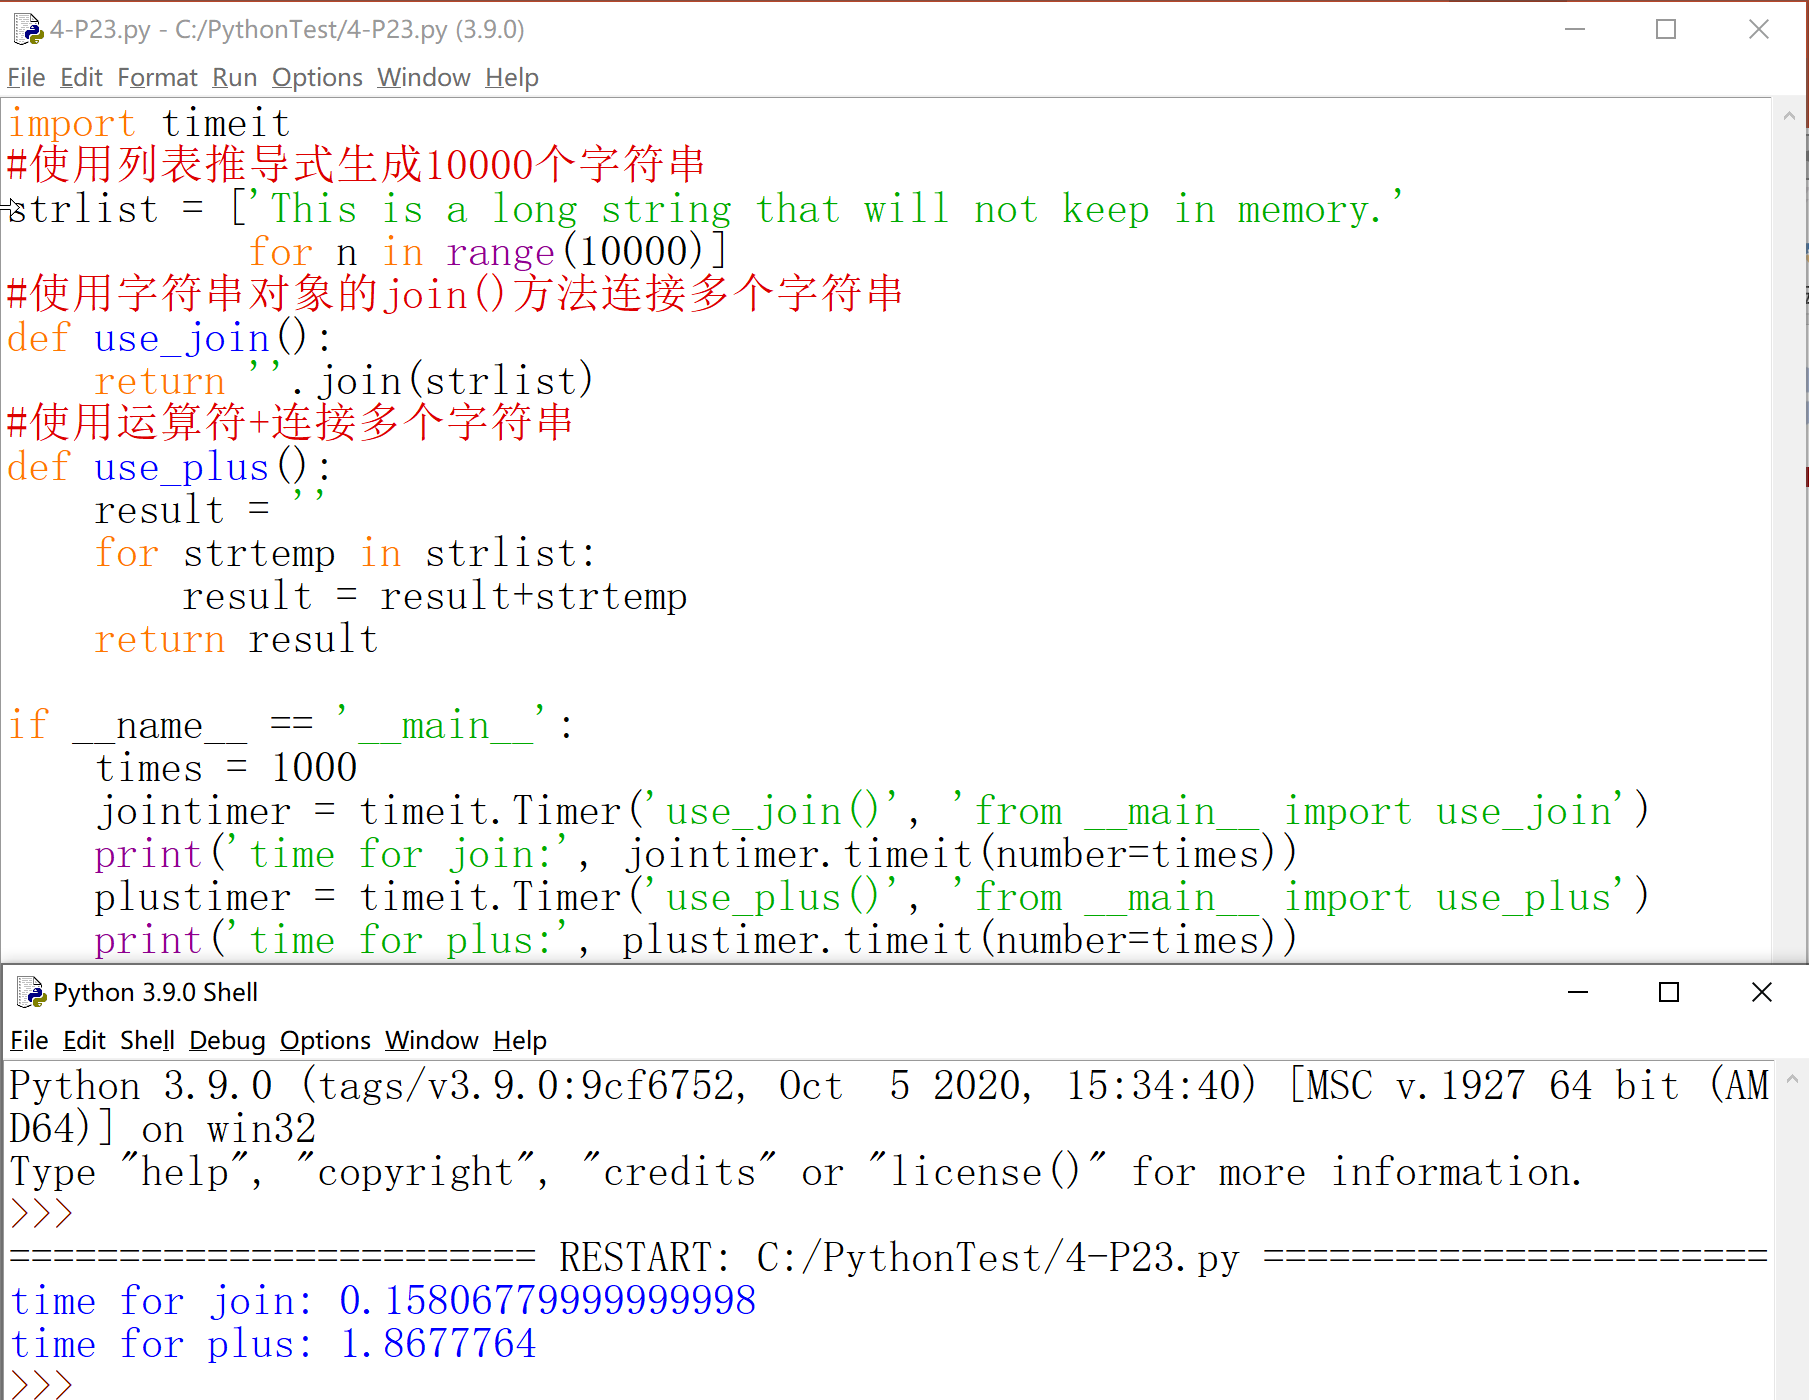 4-P23.py - C:/PythonTest/4-P23.py (3.9.0)
File Edit Format Run Options Window Help
import timeit
#使用列表推导式生成10000个字符串
strlist = ['This is a long string that will not keep in memory.'
           for n in range(10000)]
#使用字符串对象的join()方法连接多个字符串
def use_join():
    return ''.join(strlist)
#使用运算符+连接多个字符串
def use_plus():
    result = ''
    for strtemp in strlist:
        result = result+strtemp
    return result
if __name__ == '__main__':
    times = 1000
    jointimer = timeit.Timer('use_join()', 'from __main__ import use_join')
    print('time for join:', jointimer.timeit(number=times))
    plustimer = timeit.Timer('use_plus()', 'from __main__ import use_plus')
    print('time for plus:', plustimer.timeit(number=times))
Python 3.9.0 Shell
File Edit Shell Debug Options Window Help
Python 3.9.0 (tags/v3.9.0:9cf6752, Oct  5 2020, 15:34:40) [MSC v.1927 64 bit (AM
D64)] on win32
Type "help", "copyright", "credits" or "license()" for more information.
>>>
======================== RESTART: C:/PythonTest/4-P23.py =======================
time for join: 0.15806779999999998
time for plus: 1.8677764
>>>